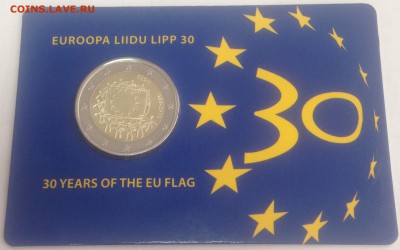 COINS.LAVE.RU
EUROOPA LIIDU LIPP 30
30
30 YEARS OF THE EU FLAG